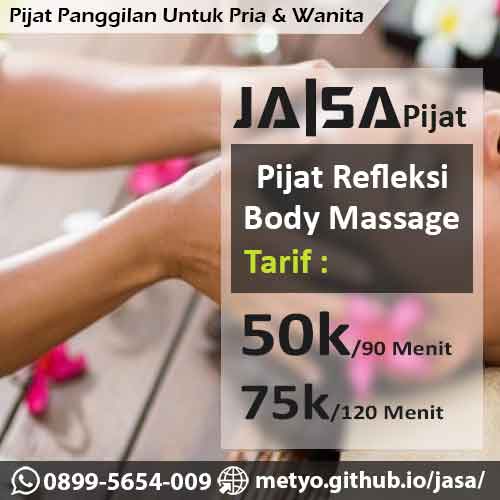 Pijat Panggilan Untuk Pria & Wanita
JA|SA Pijat
Pijat Refleksi
Body Massage
Tarif :
50k/90 Menit
75k/120 Menit
0899-5654-009 metyo.github.io/jasa/